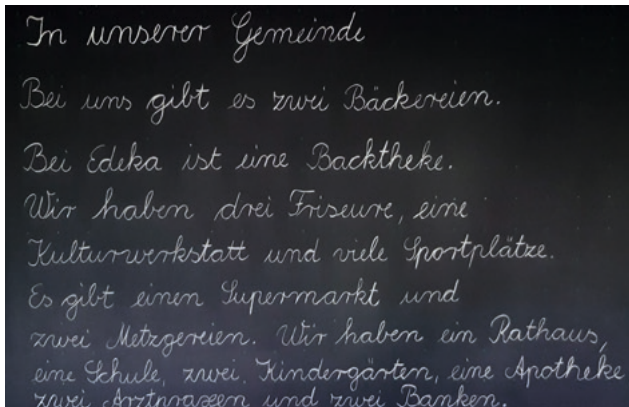 In unserer Gemeinde
Bei uns gibt es zwei Bäckereien.
Bei Edeka ist eine Backtheke.
Wir haben drei Friseure, eine
Kulturwerkstatt und viele Sportplätze.
Es gibt einen Supermarkt und
zwei Metzgereien. Wir haben ein Rathaus,
eine Schule, zwei Kindergärten, eine Apotheke
zwei Arztpraxen und zwei Banken.